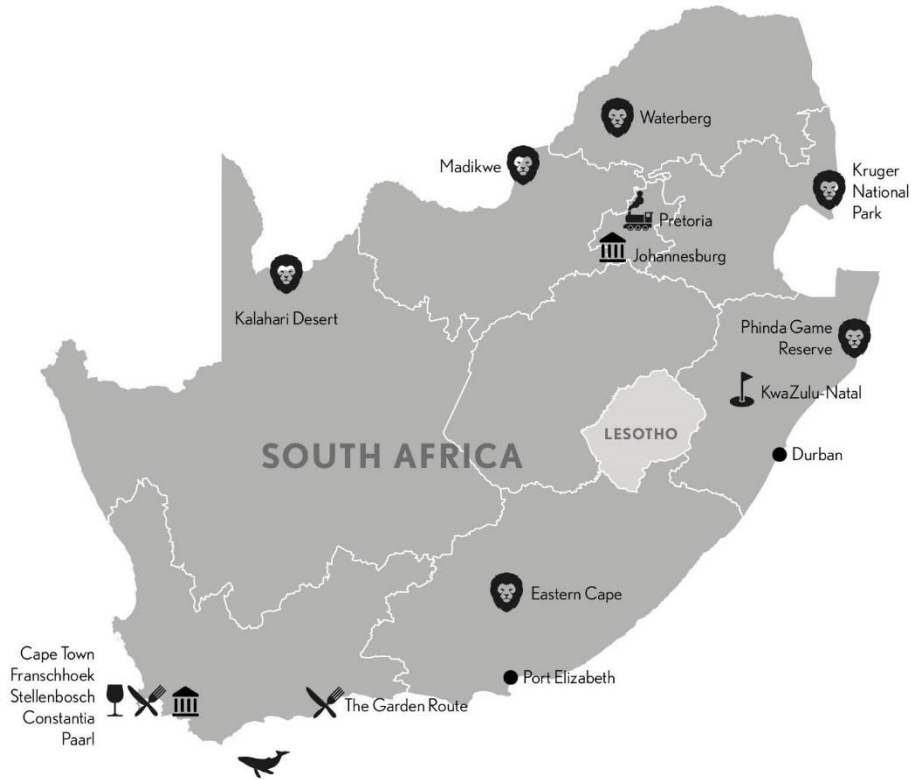 Waterberg
Madikwe
Kruger
National
Park
Pretoria
Johannesburg
Kalahari Desert
Phinda Game
Reserve
KwaZulu-Natal
LESOTHO
SOUTH AFRICA
Durban
Eastern Cape
Cape Town
Franschhoek
Stellenbosch
Constantia
Paarl
Port Elizabeth
The Garden Route